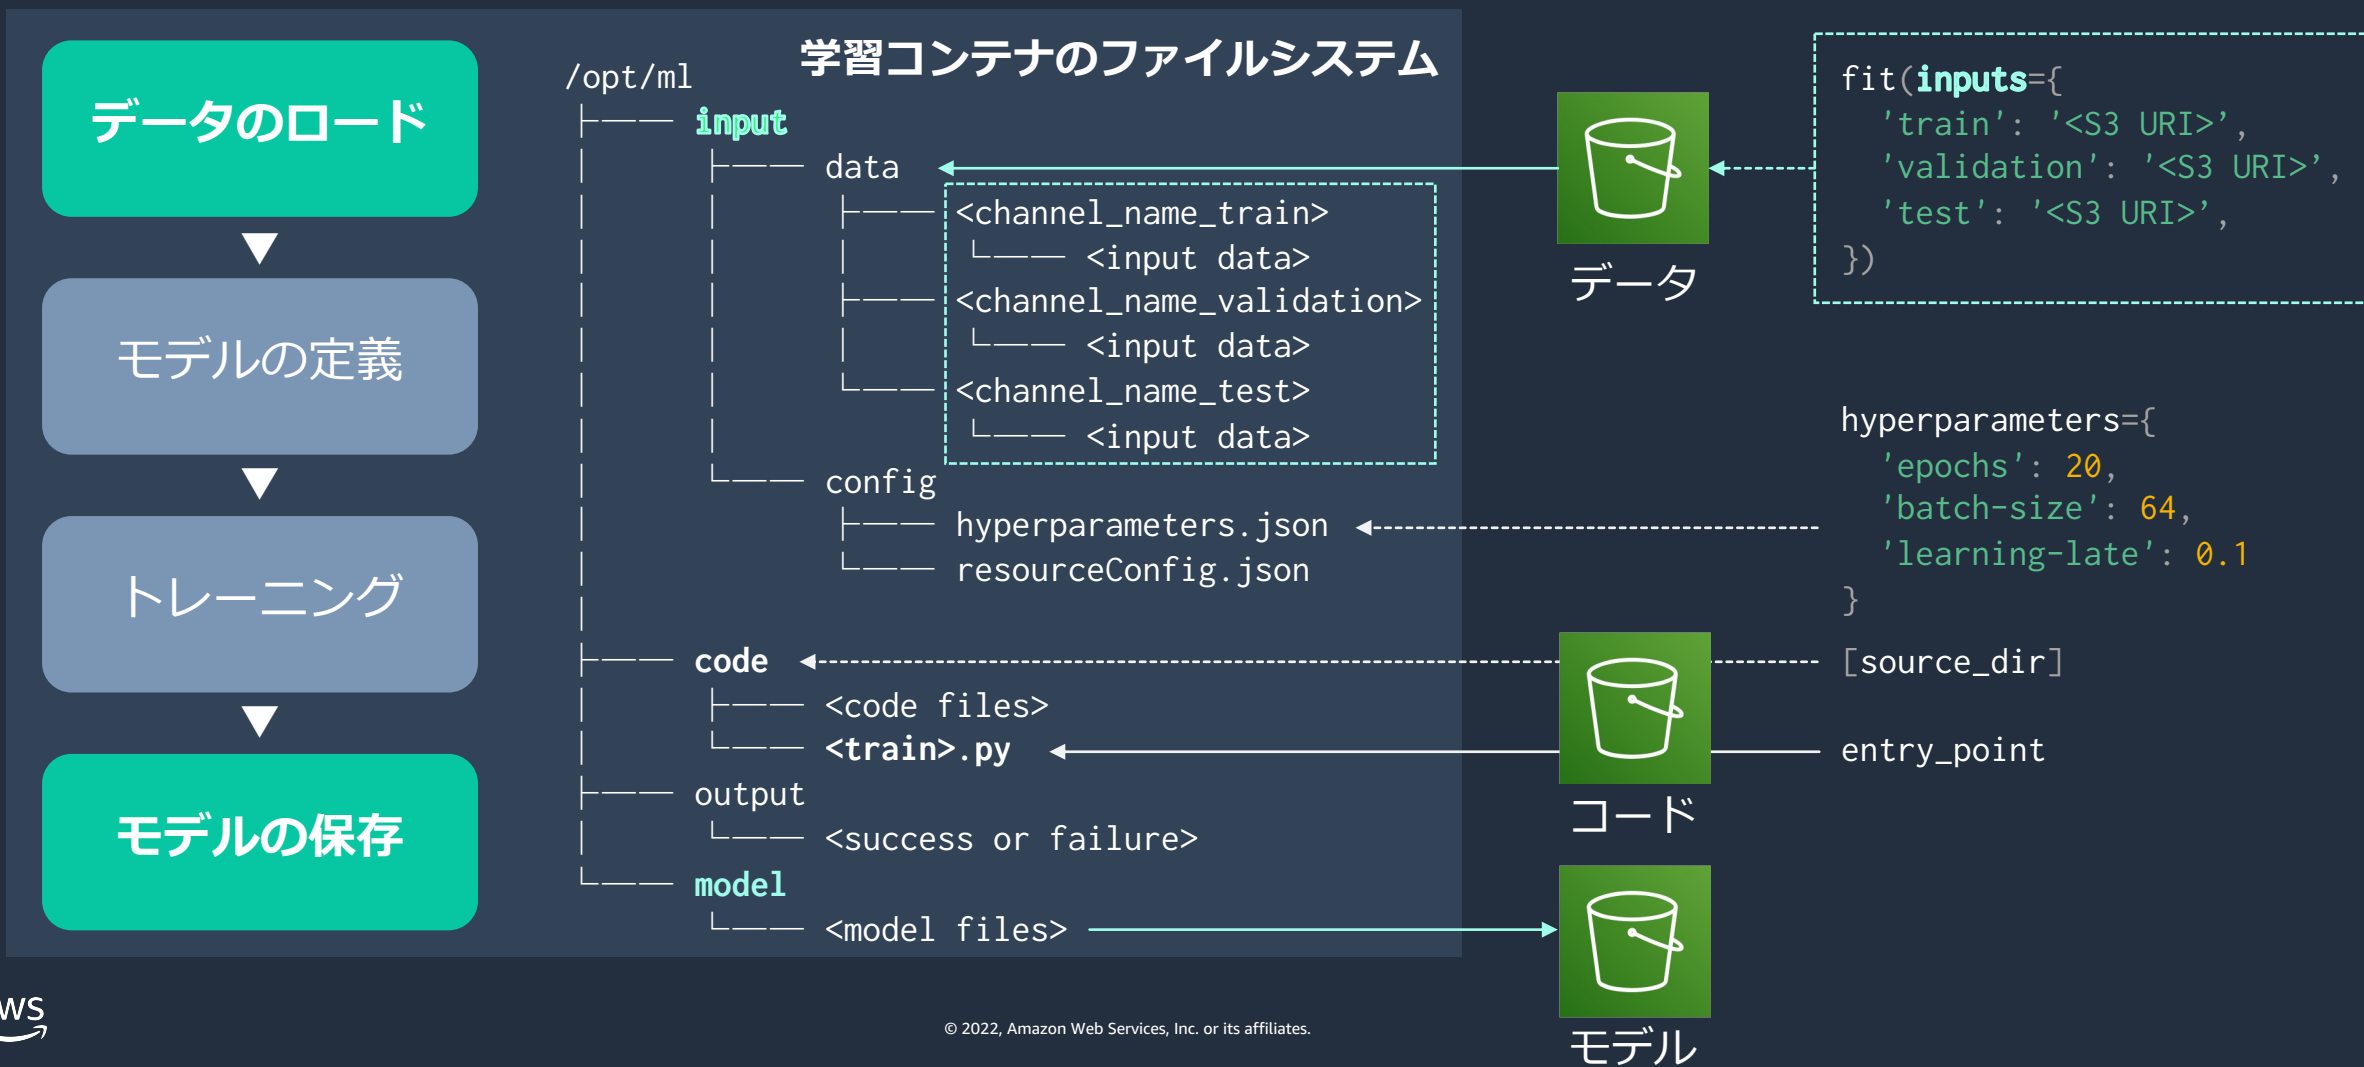 データのロード
モデルの定義
トレーニング
モデルの保存
学習コンテナのファイルシステム
/opt/ml
input
data
<channel_name_train>
<input data>
<channel_name_validation>
<input data>
<channel_name_test>
<input data>
config
hyperparameters.json
resourceConfig.json
code
<code files>
<train>.py
output
<success or failure>
model
<model files>
データ
コード
モデル
fit(inputs={
'train': '<S3 URI>’,
'validation': '<S3 URI>’,
'test': '<S3 URI>’,
})
hyperparameters={
'epochs': 20,
'batch-size': 64,
'learning-late': 0.1
}
[source_dir]
entry_point
ws
© 2022, Amazon Web Services, Inc. or its affiliates.